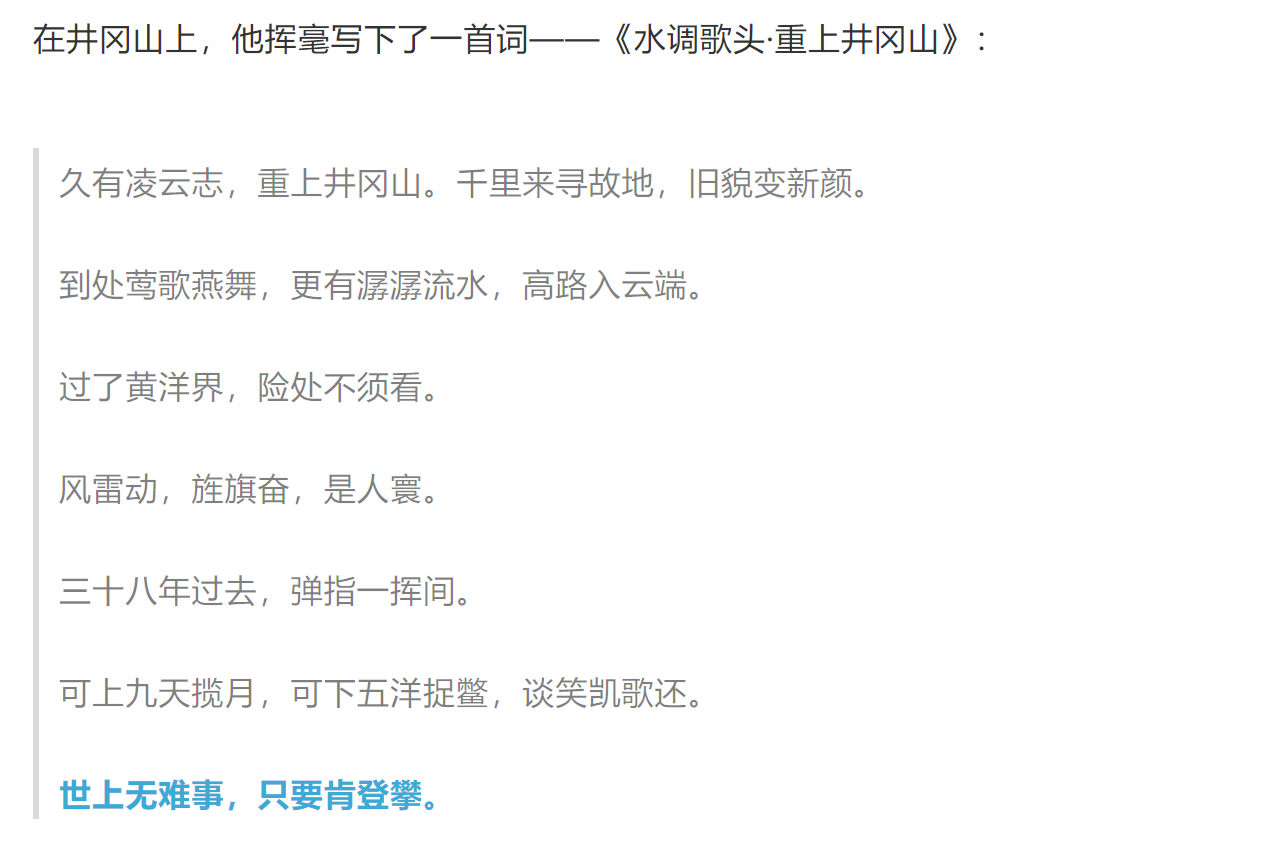 在井冈山上，他挥毫写下了一首词——《水调歌头·重上井冈山》：
久有凌云志，重上井冈山。千里来寻故地，旧貌变新颜。
到处莺歌燕舞，更有潺潺流水，高路入云端。
过了黄洋界，险处不须看。
风雷动，旌旗奋，是人寰。
三十八年过去，弹指一挥间。
可上九天揽月，可下五洋捉鳖，谈笑凯歌还。
世上无难事，只要肯登攀。